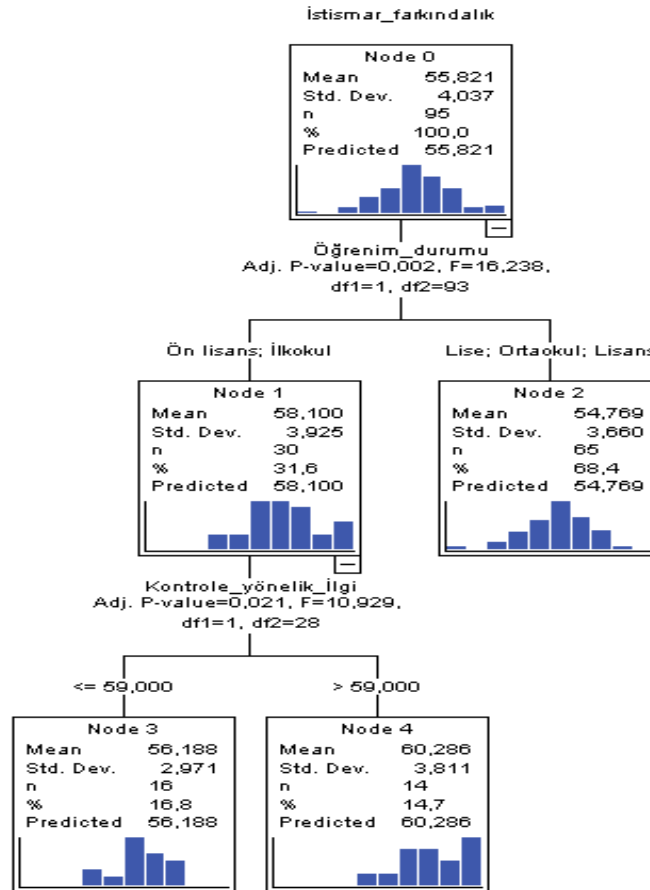 İstismar_farkındalık
Node 0
Mean 55,821
Std. Dev. 4,037
n 95
% 100,0
Predicted 55,821
Öğrenim_durumu
Adj. P-value=0,002, F=16,238,
df1=1, df2=93
Ön lisans; İlkokul
Lise; Ortaokul; Lisans
Node 1
Mean 58,100
Std. Dev. 3,925
n 30
% 31,6
Predicted 58,100
Node 2
Mean 54,769
Std. Dev. 3,660
n 65
% 68,4
Predicted 54,769
Kontrole_yönelik_İlgi
Adj. P-value=0,021, F=10,929,
df1=1, df2=28
<= 59,000
> 59,000
Node 3
Mean 56,188
Std. Dev. 2,971
n 16
% 16,8
Predicted 56,188
Node 4
Mean 60,286
Std. Dev. 3,811
n 14
% 14,7
Predicted 60,286